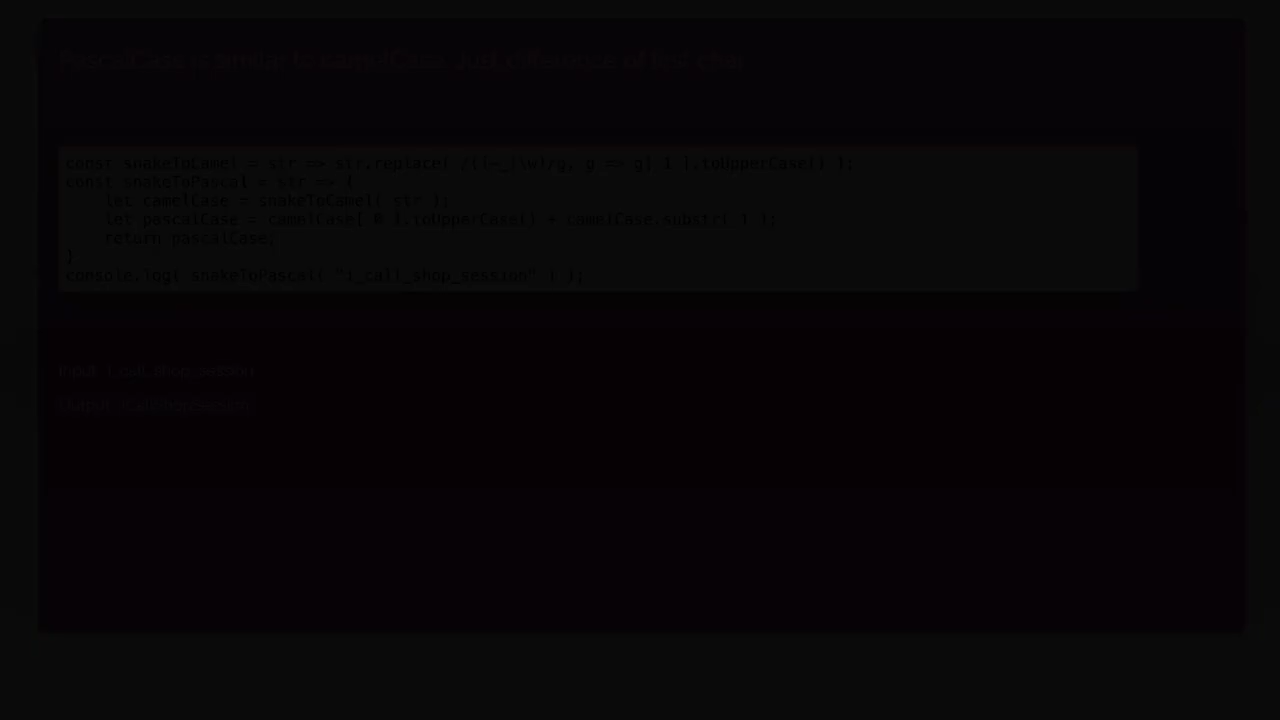 PascalCase is similar to camelCase. Just difference of first char
const snakeToCamel = str => str.replace( /([-_]\w)/g, g => g[ 1 ].toUpperCase() );
const snakeToPascal = str => {
let camelCase = snakeToCamel( str );
let pascalCase = camelCase[ 0 ].toUpperCase() + camelCase.substr( 1 );
return pascalCase;
}
console.log( snakeToPascal( "i_call_shop_session" ) );
Input i_call_shop_session
Output ICallShopSession